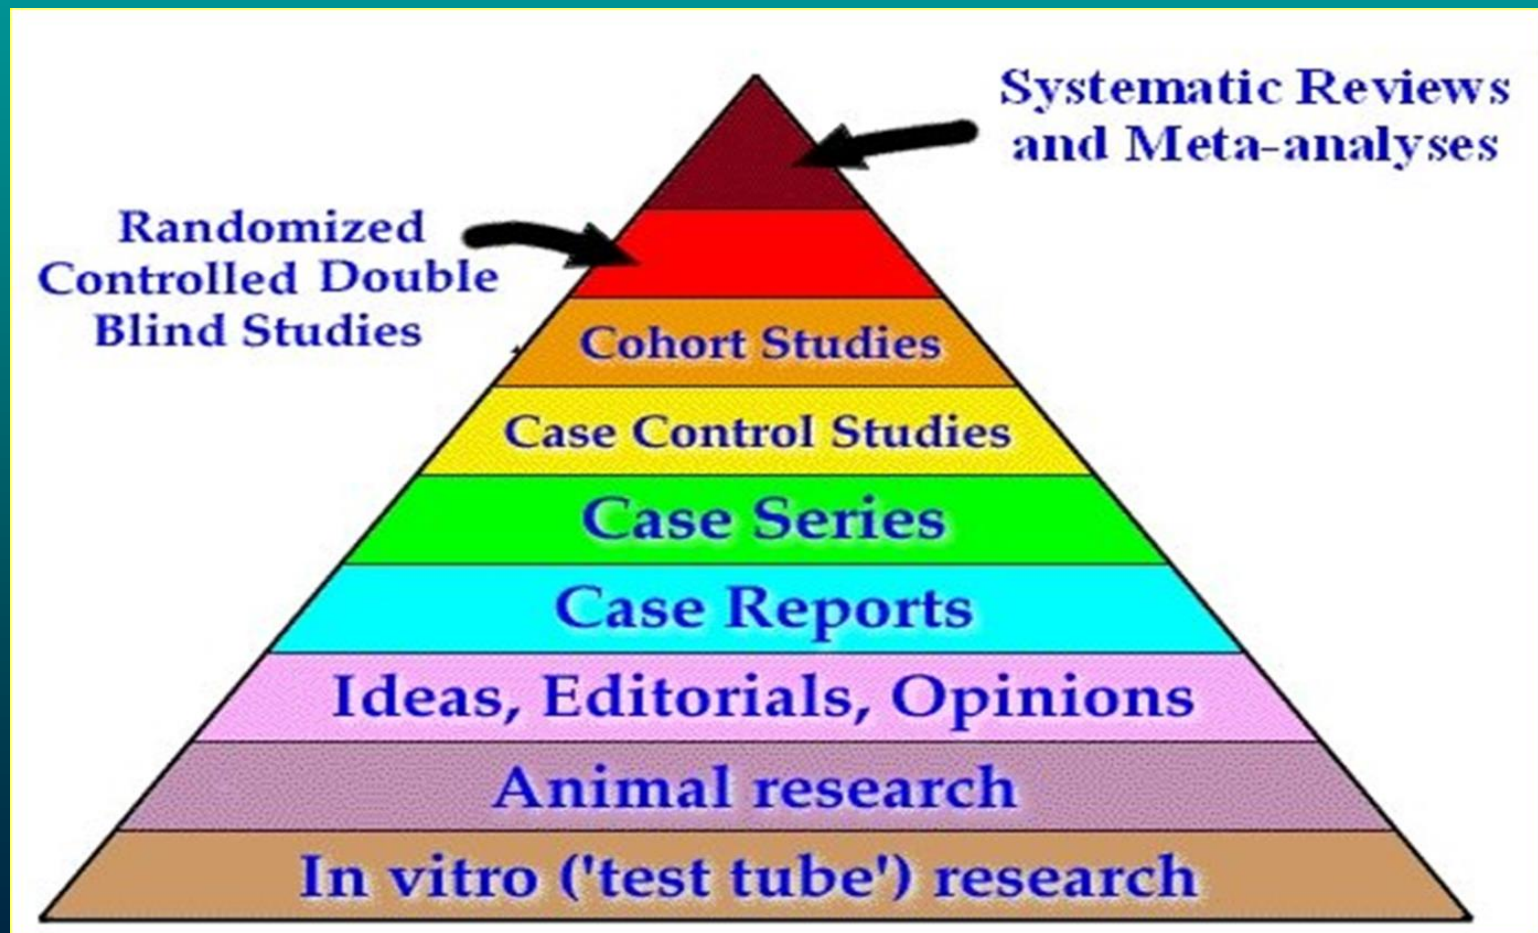 Systematic Reviews
and Meta-analyses
Randomized
Controlled Double
Blind Studies
Cohort Studies
Case Control Studies
Case Series
Case Reports
Ideas, Editorials, Opinions
Animal research
In vitro ('test tube') research